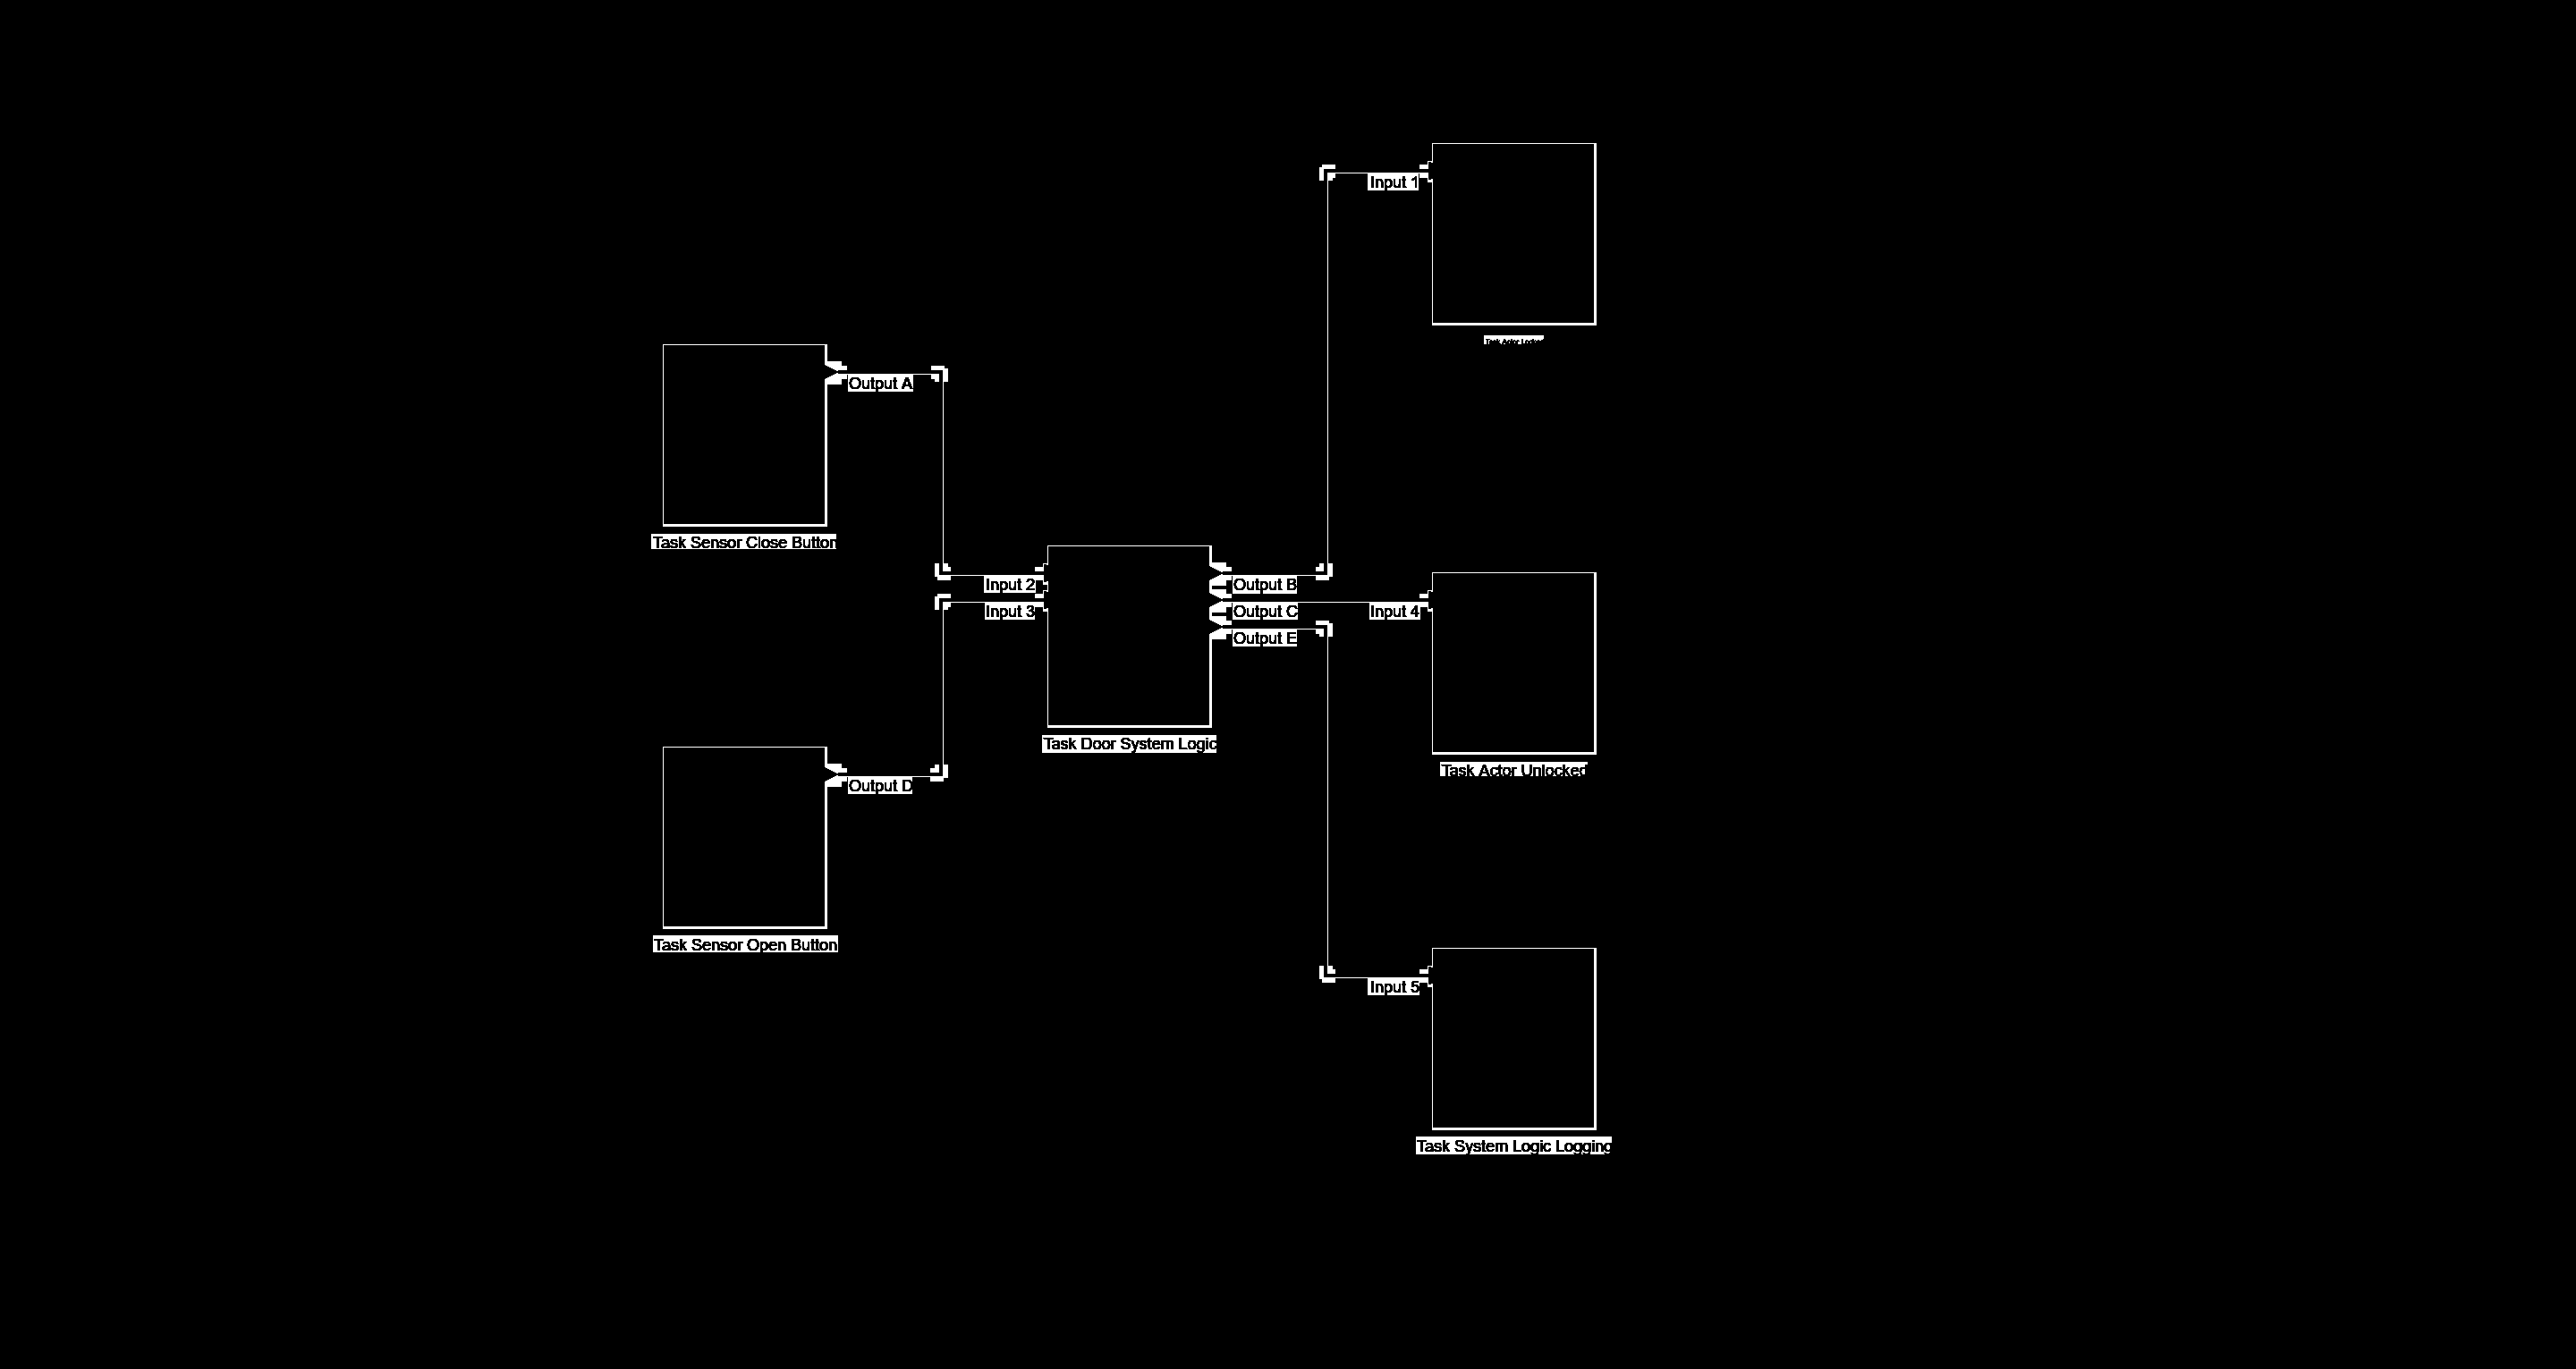 Input 1
Task Actor Locked
Output A
Task Sensor Close Button
Input 2
Output B
Input 3
Output C
Input 4
Output E
Task Door System Logic
Task Actor Unlocked
Output D
Task Sensor Open Button
Input 5
Task System Logic Logging